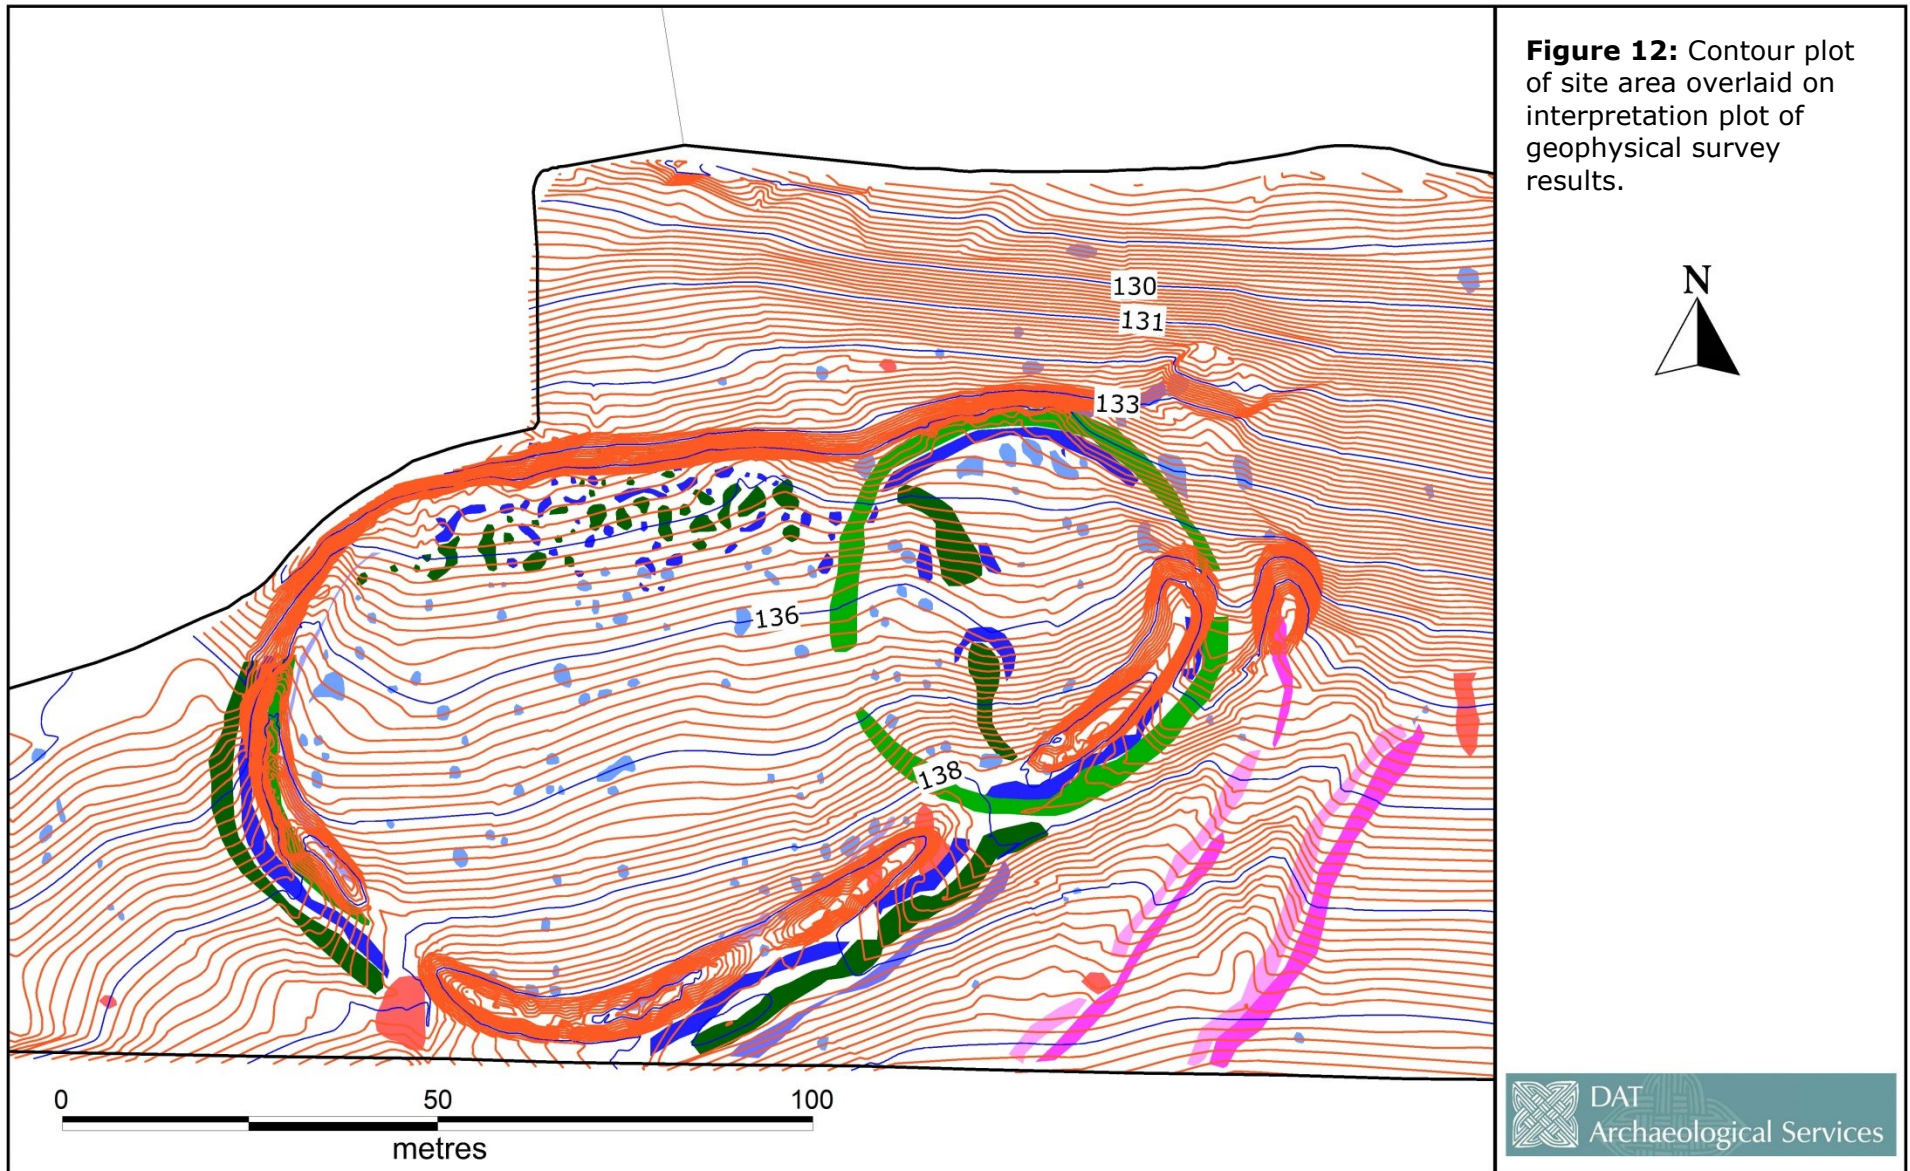 Figure 12: Contour plot
of site area overlaid on
interpretation plot of
geophysical survey
results.
N
130
131
133
136
138
0 50 100
metres
DAT
Archaeological Services